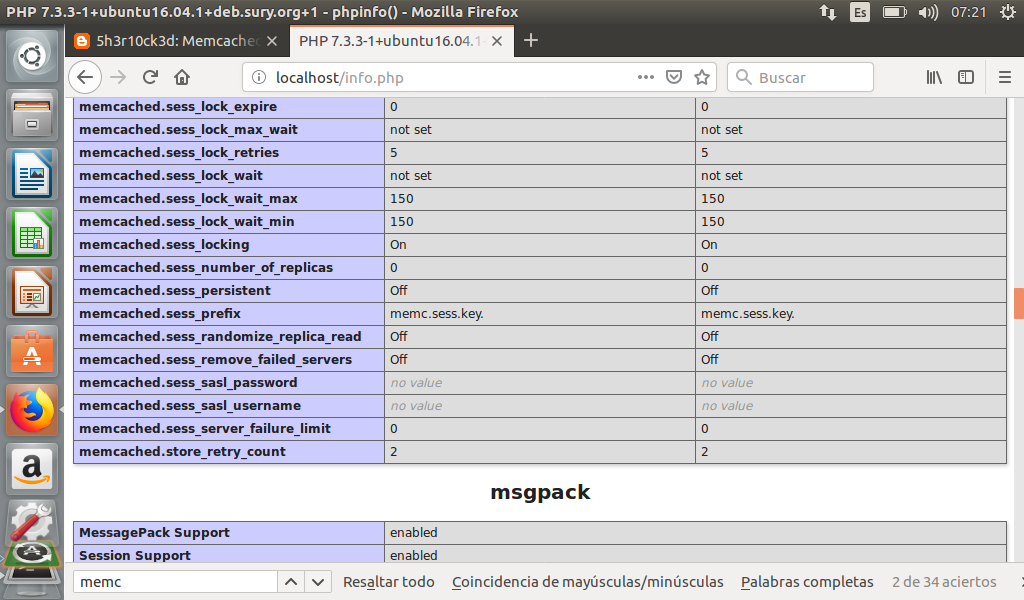 PHP 7.3.3-1+ubuntu16.04.1+deb.sury.org+1 - phpinfo() - Mozilla Firefox Es 07:21
5h3r10ck3d: Memcached PHP 7.3.3-1+ubuntu16.04.1-
localhost/info.php Buscar
memcached.sess_lock_expire 0 0
memcached.sess_lock_max_wait not set not set
memcached.sess_lock_retries 5 5
memcached.sess_lock_wait not set not set
memcached.sess_lock_wait_max 150 150
memcached.sess_lock_wait_min 150 150
memcached.sess_locking On On
memcached.sess_number_of_replicas 0 0
memcached.sess_persistent Off Off
memcached.sess_prefix memc.sess.key. memc.sess.key.
memcached.sess_randomize_replica_read Off Off
memcached.sess_remove_failed_servers Off Off
memcached.sess_sasl_password no value no value
memcached.sess_sasl_username no value no value
memcached.sess_server_failure_limit 0 0
memcached.store_retry_count 2 2
msgpack
MessagePack Support enabled
Session Support enabled
memc Resaltar todo Coincidencia de mayúsculas/minúsculas Palabras completas 2 de 34 aciertos